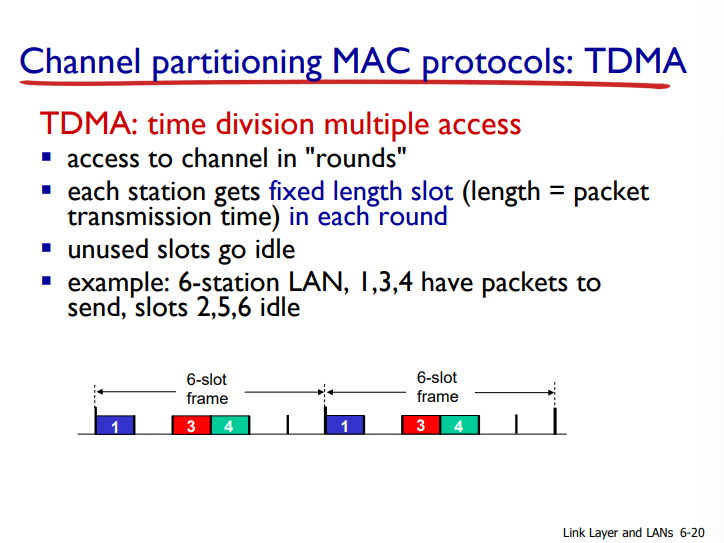 Channel partitioning MAC protocols: TDMA
TDMA: time division multiple access
▪ access to channel in "rounds"
▪ each station gets fixed length slot (length = packet
transmission time) in each round
▪ unused slots go idle
▪ example: 6-station LAN, 1,3,4 have packets to
send, slots 2,5,6 idle
6-slot
frame
6-slot
frame
1 3 4 1 3 4
Link Layer and LANs 6-20